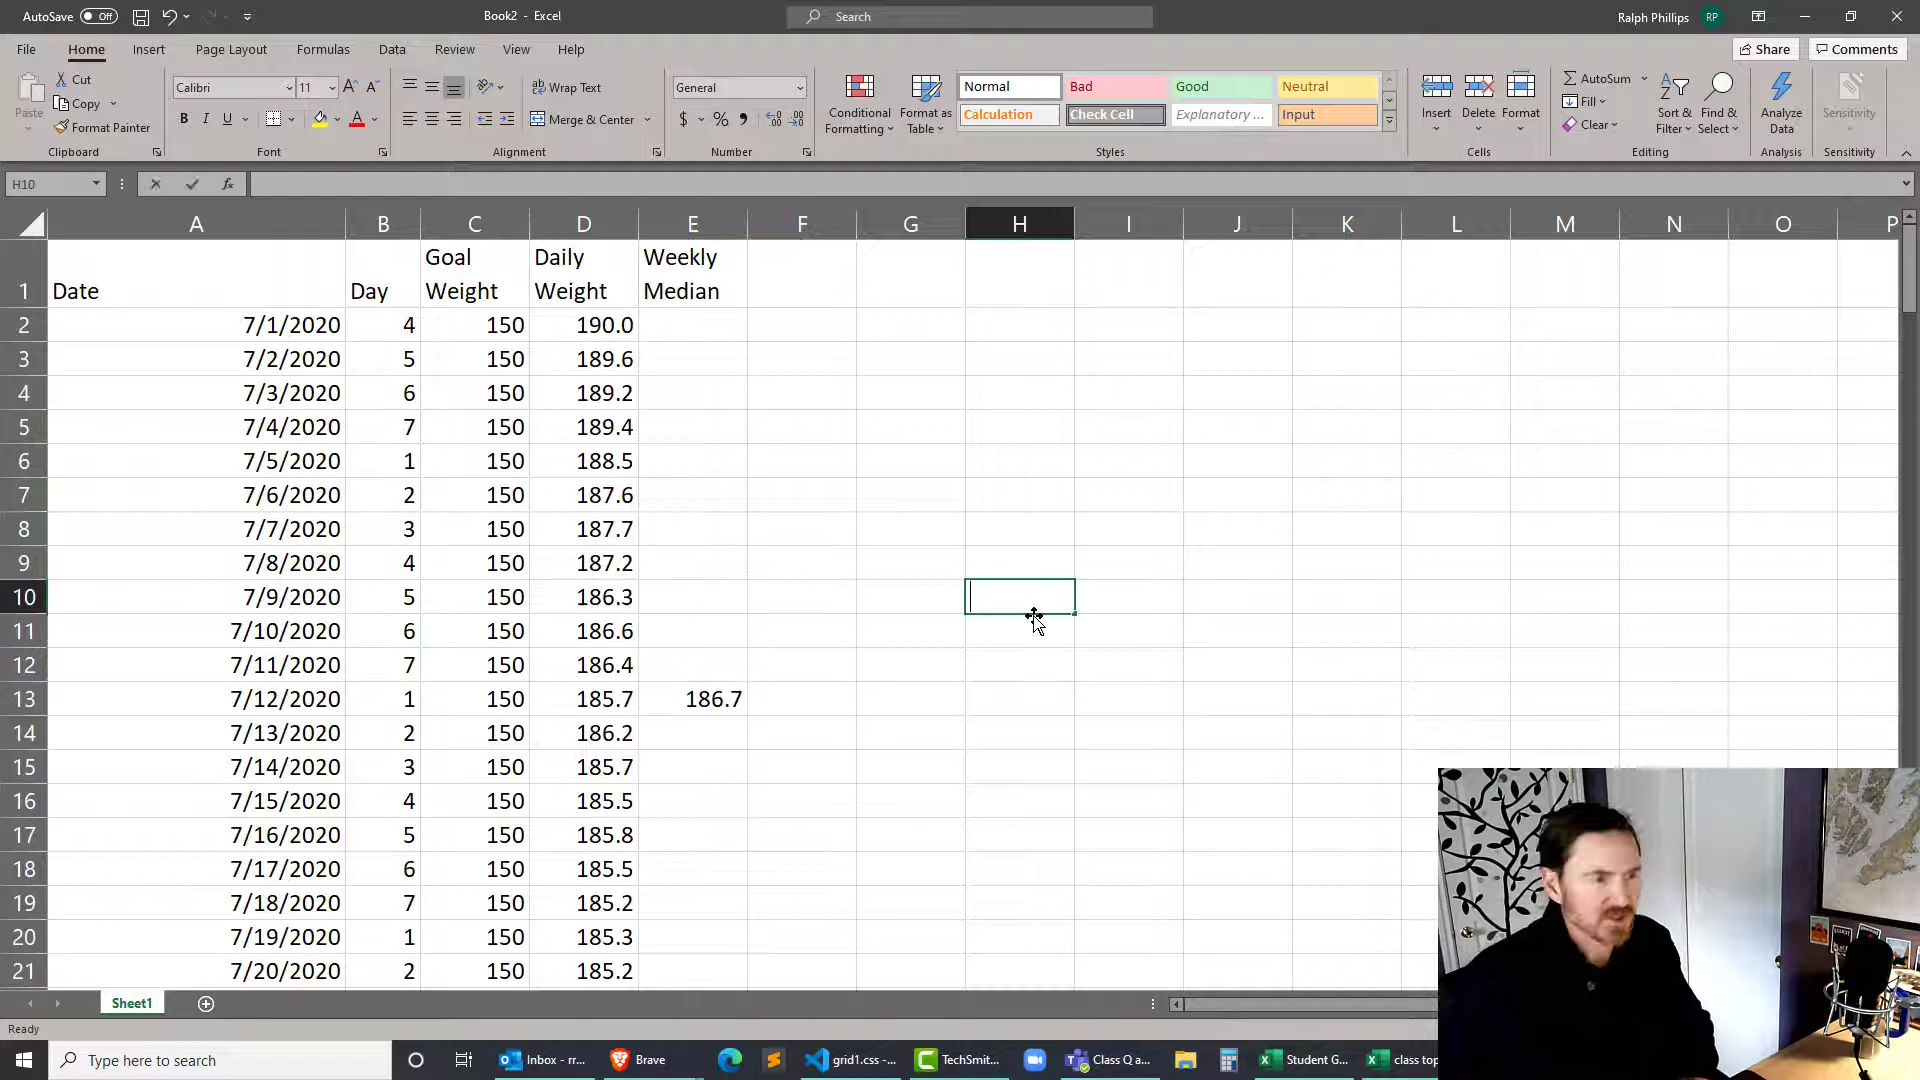 AutoSave Off Book2 - Excel Search Ralph Phillips RP
File Home Insert Page Layout Formulas Data Review View Help Share Comments
Paste Cut Copy Format Painter Clipboard
Calibri 11 B I U A Font
Wrap Text Merge & Center Alignment
General $ % Number
Conditional Formatting Format as Table
Normal Bad Good Neutral
Calculation Check Cell Explanatory ... Input
Styles
Insert Delete Format Cells
AutoSum Fill Clear Sort & Filter Find & Select Editing
Analyze Data Analysis
Sensitivity Sensitivity
H10 fx
A B C D E F G H I J K L M N O P
1 Date Day Goal Weight Daily Weight Weekly Median
2 7/1/2020 4 150 190.0
3 7/2/2020 5 150 189.6
4 7/3/2020 6 150 189.2
5 7/4/2020 7 150 189.4
6 7/5/2020 1 150 188.5
7 7/6/2020 2 150 187.6
8 7/7/2020 3 150 187.7
9 7/8/2020 4 150 187.2
10 7/9/2020 5 150 186.3
11 7/10/2020 6 150 186.6
12 7/11/2020 7 150 186.4
13 7/12/2020 1 150 185.7 186.7
14 7/13/2020 2 150 186.2
15 7/14/2020 3 150 185.7
16 7/15/2020 4 150 185.5
17 7/16/2020 5 150 185.8
18 7/17/2020 6 150 185.5
19 7/18/2020 7 150 185.2
20 7/19/2020 1 150 185.3
21 7/20/2020 2 150 185.2
Sheet1
Ready
Type here to search Inbox - rr... Brave grid1.css -... TechSmit... Class Q a... Student G... class top